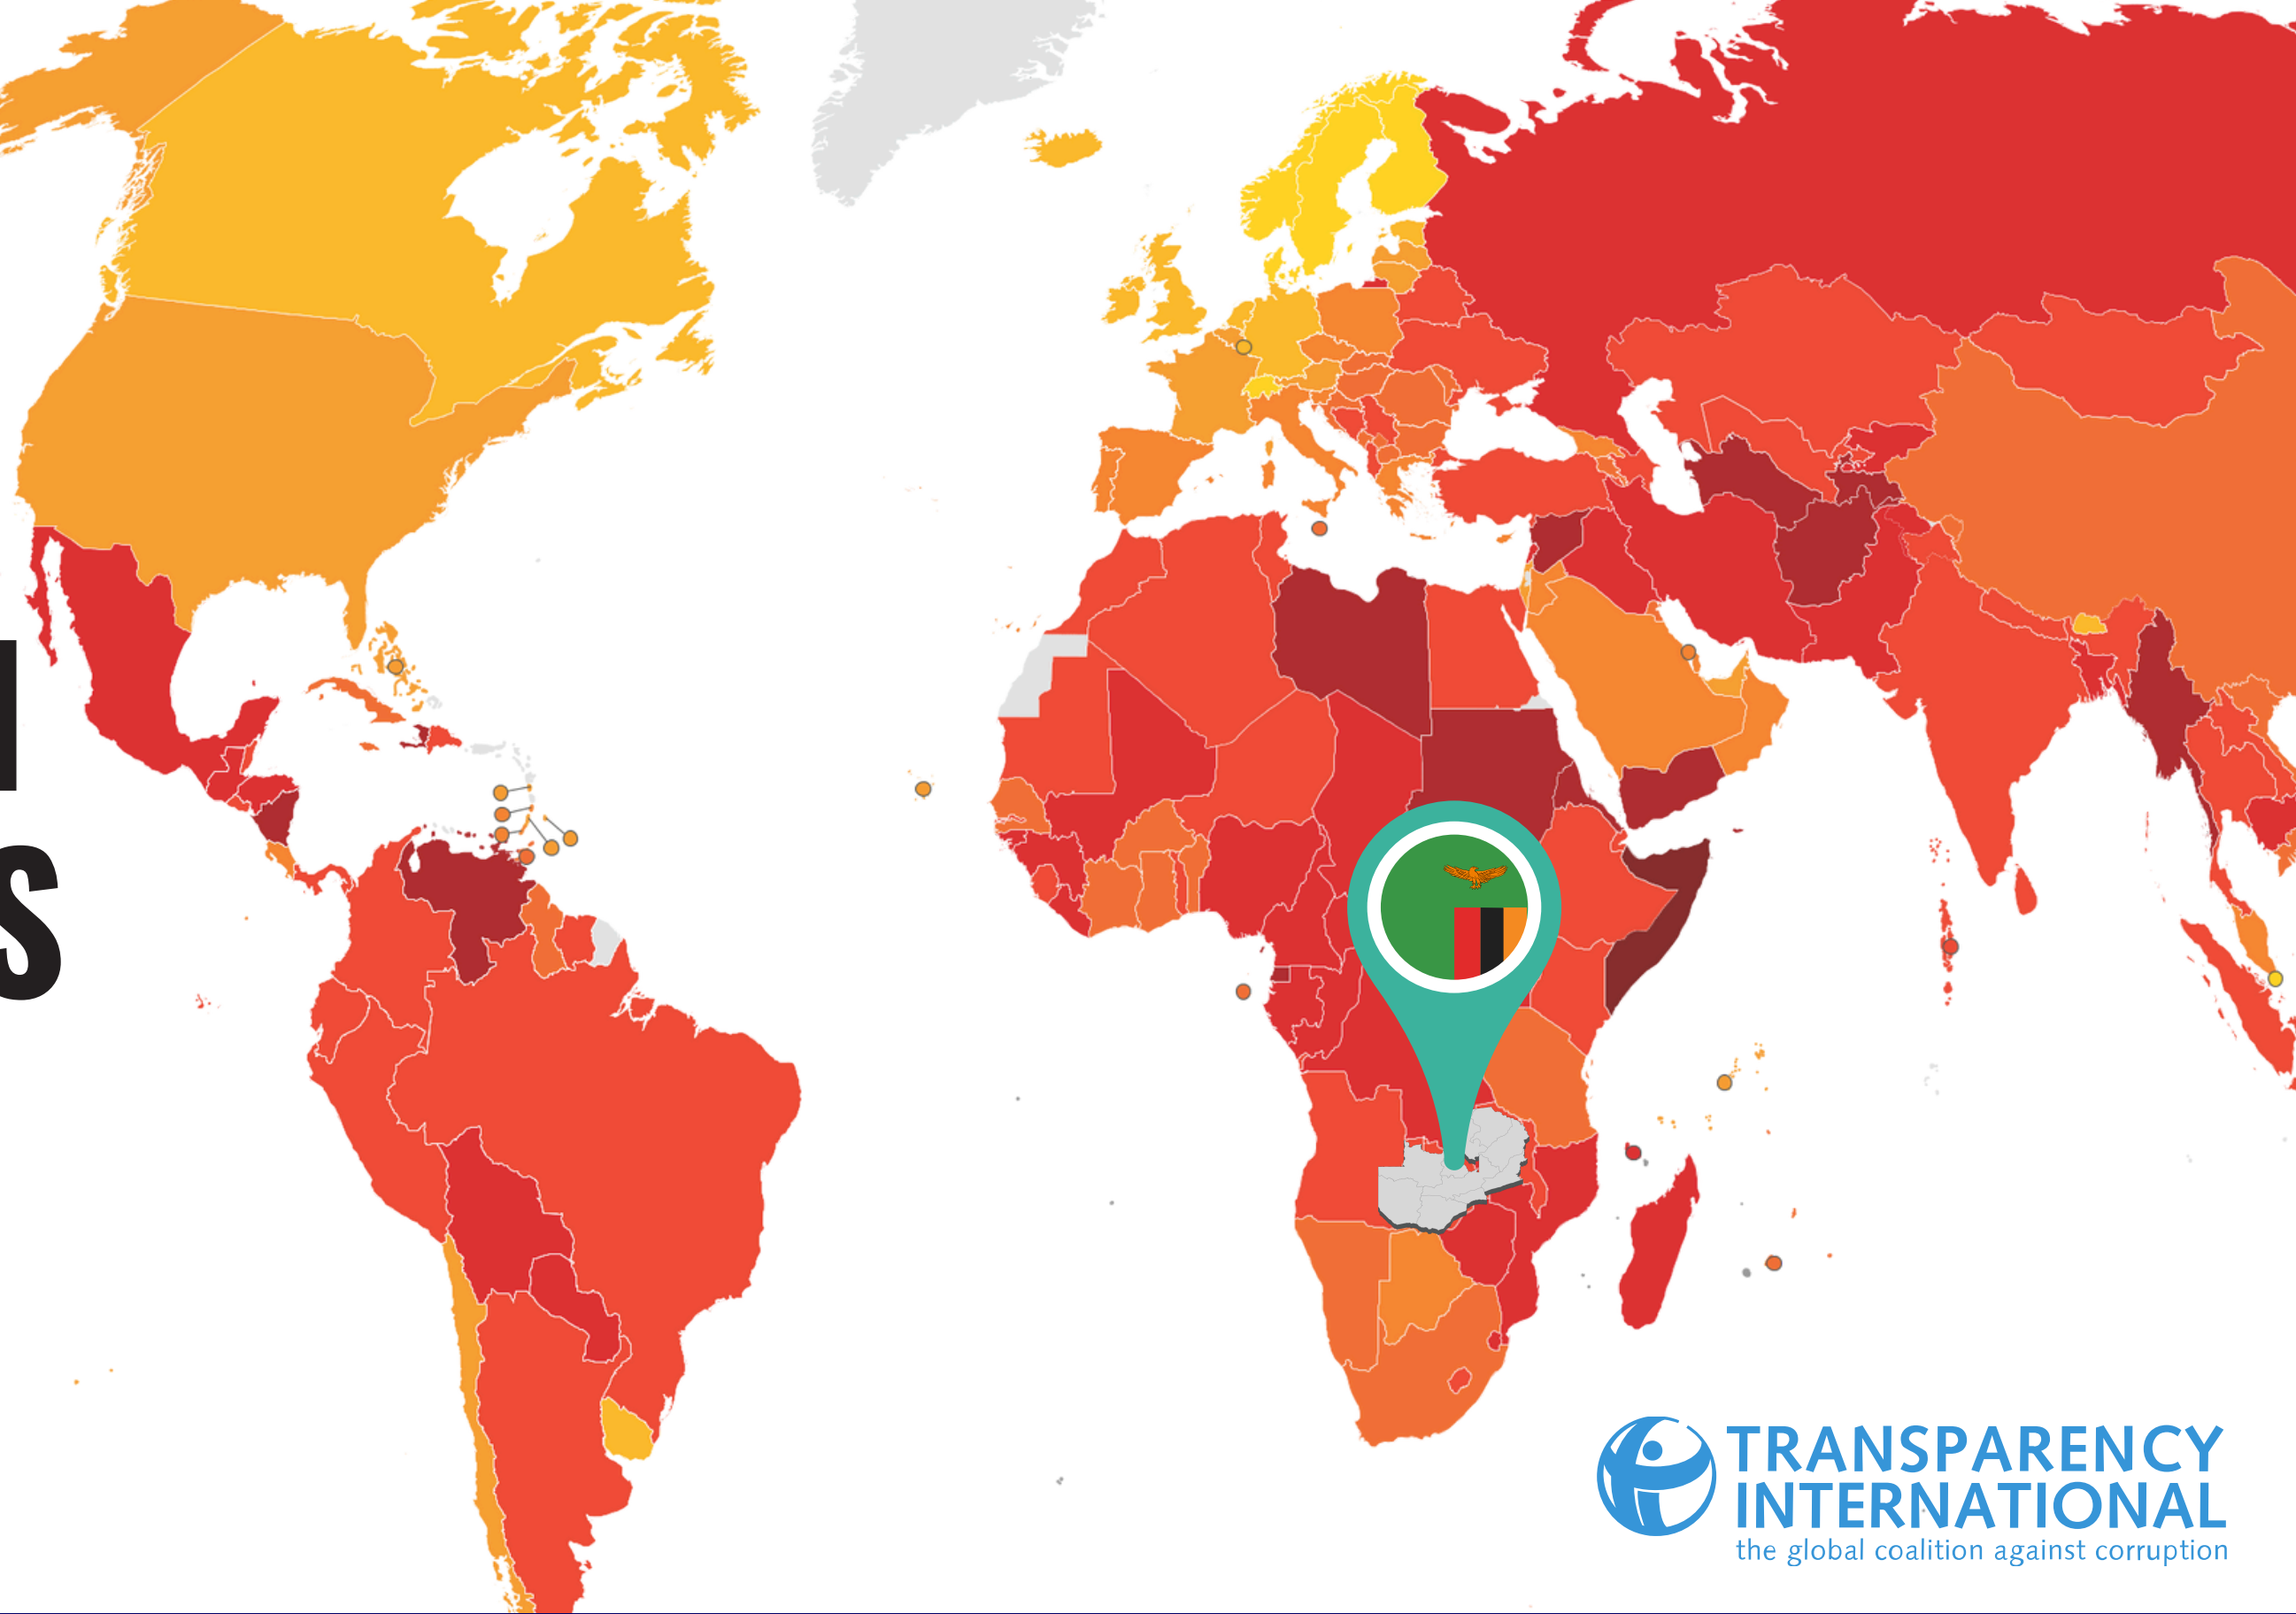 S
TRANSPARENCY
INTERNATIONAL
the global coalition against corruption